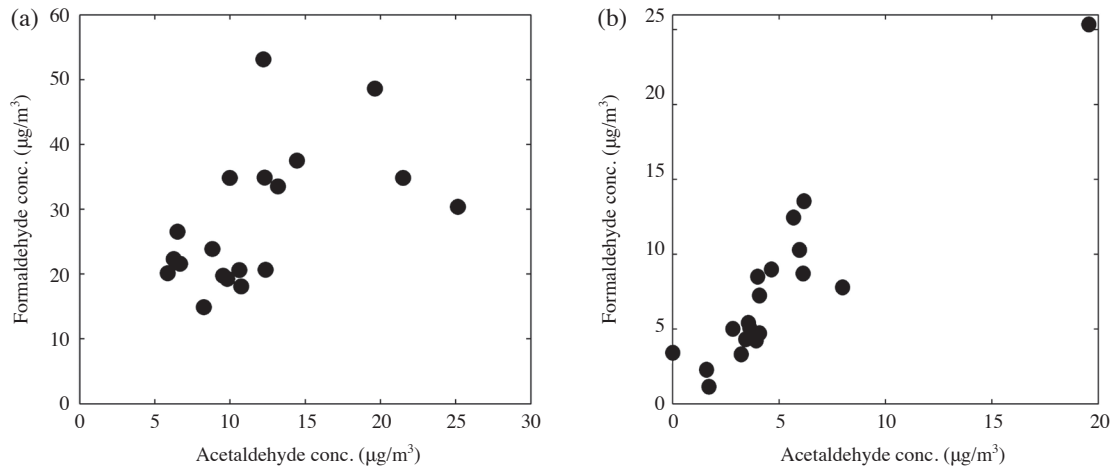 (a)
60
50
40
30
20
10
0
Formaldehyde conc. (μg/m³)
0 5 10 15 20 25 30
Acetaldehyde conc. (μg/m³)
(b)
25
20
15
10
5
0
Formaldehyde conc. (μg/m³)
0 5 10 15 20
Acetaldehyde conc. (μg/m³)